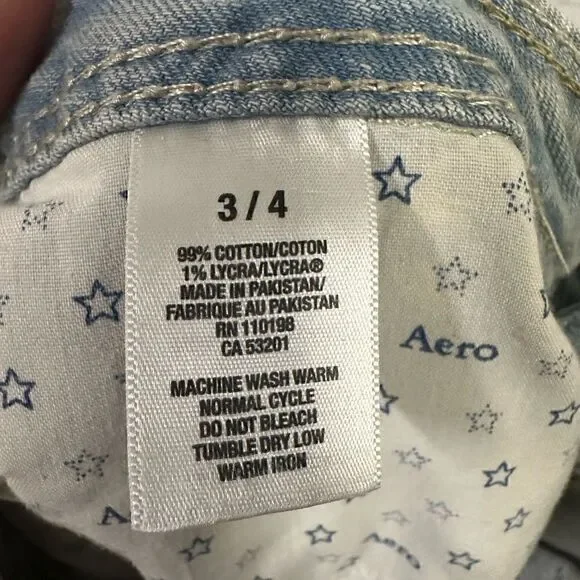 3 / 4
99% COTTON/COTON
1% LYCRA/LYCRA®
MADE IN PAKISTAN/
FABRIQUE AU PAKISTAN
RN 110198
CA 53201
MACHINE WASH WARM
NORMAL CYCLE
DO NOT BLEACH
TUMBLE DRY LOW
WARM IRON
Aero
Aero
Aero